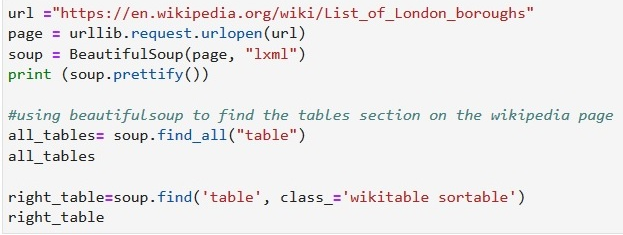 url ="https://en.wikipedia.org/wiki/List_of_London_boroughs"
page = urllib.request.urlopen(url)
soup = BeautifulSoup(page, "lxml")
print (soup.prettify())

#using beautifulsoup to find the tables section on the wikipedia page
all_tables= soup.find_all("table")
all_tables

right_table=soup.find('table', class_='wikitable sortable')
right_table